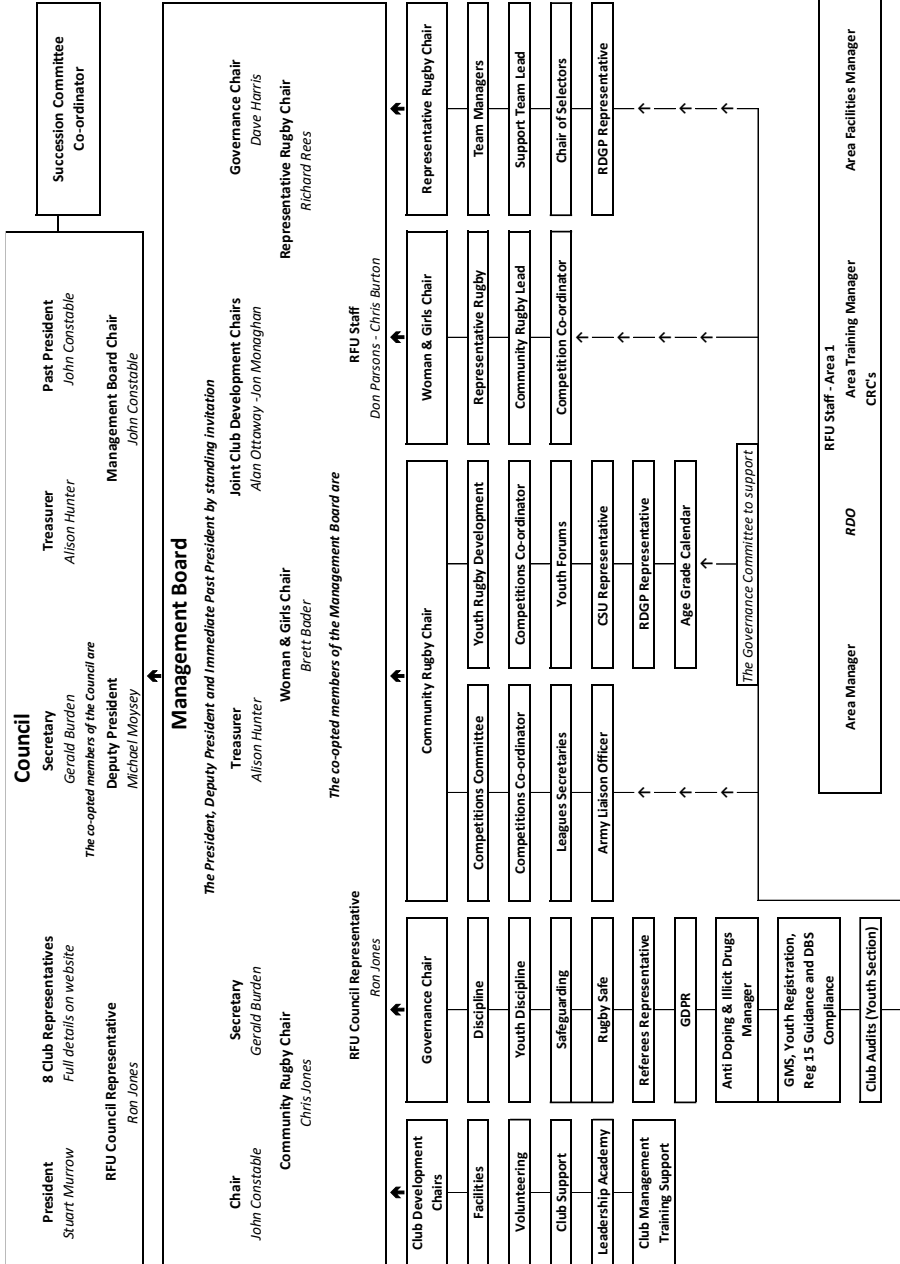 Council
President
8 Club Representatives
Secretary
Treasurer
Past President
Stuart Murrow
Full details on website
Gerald Burden
Alison Hunter
John Constable
The co-opted members of the Council are
RFU Council Representative
Deputy President
Management Board Chair
Ron Jones
Michael Moysey
John Constable
Succession Committee
Co-ordinator
Management Board
The President, Deputy President and Immediate Past President by standing invitation
Chair
Secretary
Treasurer
Joint Club Development Chairs
Governance Chair
John Constable
Gerald Burden
Alison Hunter
Alan Ottaway -Jon Monaghan
Dave Harris
Community Rugby Chair
Woman & Girls Chair
Representative Rugby Chair
Chris Jones
Brett Bader
Richard Rees
The co-opted members of the Management Board are
RFU Council Representative
RFU Staff
Ron Jones
Don Parsons - Chris Burton
Club Development
Chairs
Facilities
Volunteering
Club Support
Leadership Academy
Club Management
Training Support
Governance Chair
Discipline
Youth Discipline
Safeguarding
Rugby Safe
Referees Representative
GDPR
Anti Doping & Illicit Drugs
Manager
GMS, Youth Registration,
Reg 15 Guidance and DBS
Compliance
Club Audits (Youth Section)
Community Rugby Chair
Competitions Committee
Competitions Co-ordinator
Leagues Secretaries
Army Liaison Officer
Youth Rugby Development
Competitions Co-ordinator
Youth Forums
CSU Representative
RDGP Representative
Age Grade Calendar
Woman & Girls Chair
Representative Rugby
Community Rugby Lead
Competition Co-ordinator
Representative Rugby Chair
Team Managers
Support Team Lead
Chair of Selectors
RDGP Representative
The Governance Committee to support
RFU Staff - Area 1
Area Manager
RDO
Area Training Manager
Area Facilities Manager
CRC's